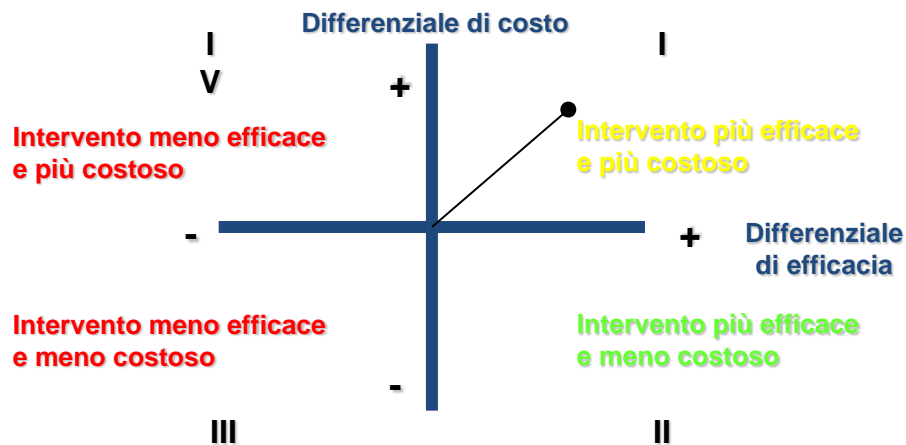 Differenziale di costo
I
V
I
+
Intervento meno efficace
e più costoso
Intervento più efficace
e più costoso
-
+
Differenziale
di efficacia
Intervento meno efficace
e meno costoso
Intervento più efficace
e meno costoso
-
III
II